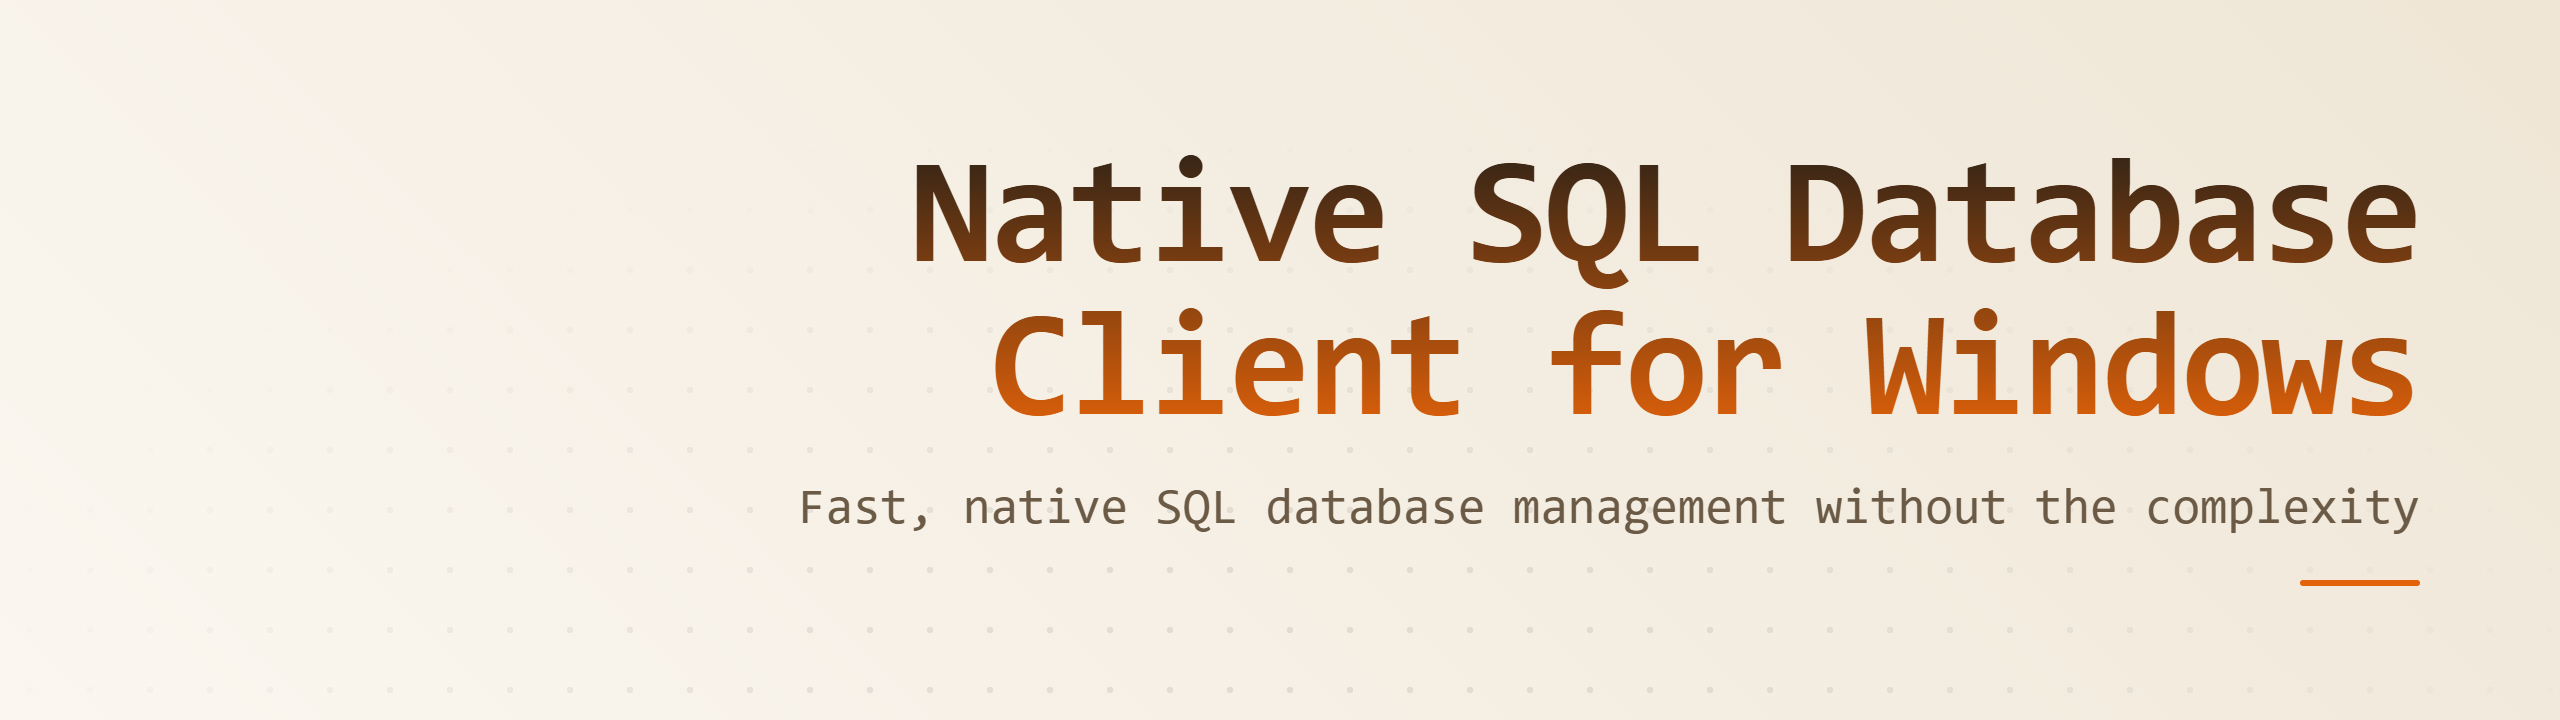 Native SQL Database
Client for Windows
Fast, native SQL database management without the complexity